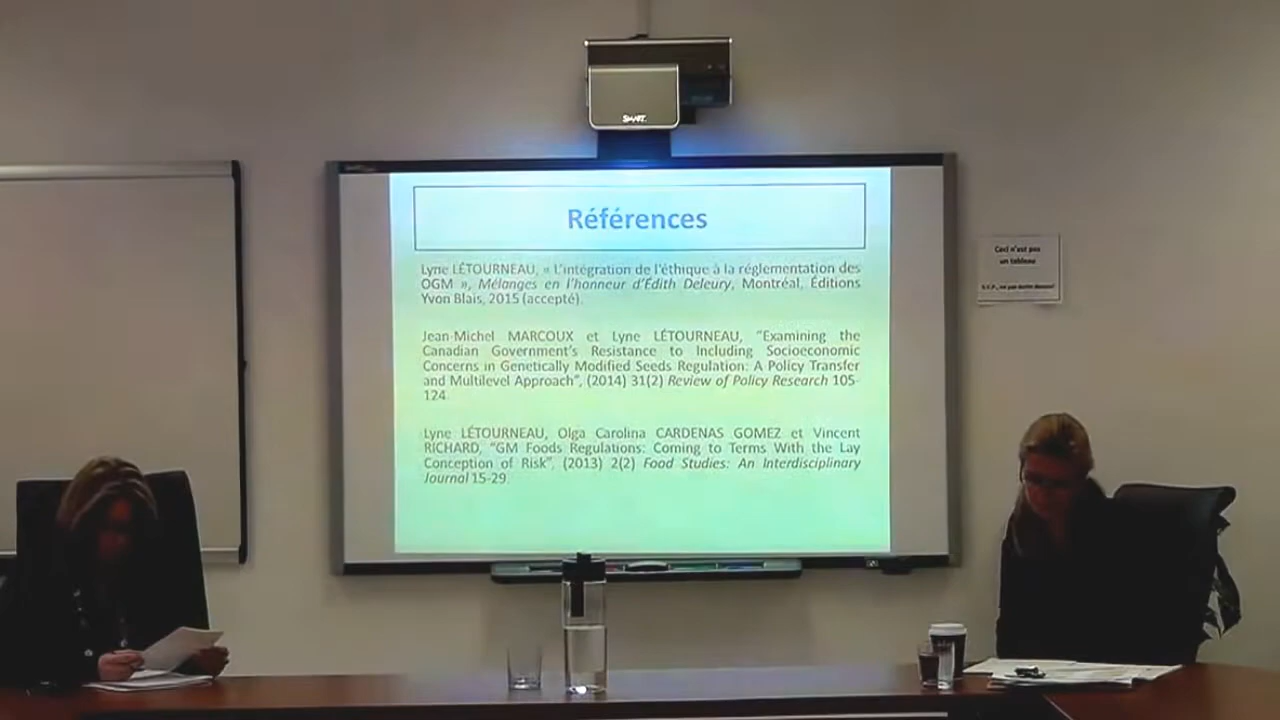 SMART
Références
Lyne LÉTOURNEAU, « L'intégration de l'éthique à la réglementation des
OGM », Mélanges en l'honneur d'Édith Deleury, Montréal, Éditions
Yvon Blais, 2015 (accepté).
Jean-Michel MARCOUX et Lyne LÉTOURNEAU, "Examining the
Canadian Government's Resistance to Including Socioeconomic
Concerns in Genetically Modified Seeds Regulation: A Policy Transfer
and Multilevel Approach", (2014) 31(2) Review of Policy Research 105-
124.
Lyne LÉTOURNEAU, Olga Carolina CARDENAS GOMEZ et Vincent
RICHARD, "GM Foods Regulations: Coming to Terms With the Lay
Conception of Risk", (2013) 2(2) Food Studies: An Interdisciplinary
Journal 15-29.
Ceci n'est pas
un tableau
S.V.P., ne pas écrire dessus!